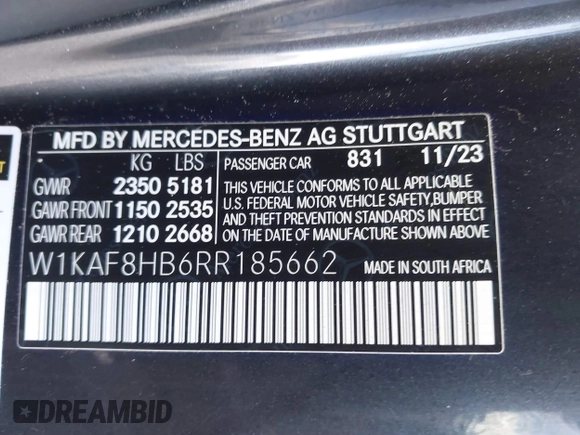 MFD BY MERCEDES-BENZ AG STUTTGART
KG LBS
GVWR 2350 5181
GAWR FRONT 1150 2535
GAWR REAR 1210 2668
PASSENGER CAR 831 11/23
THIS VEHICLE CONFORMS TO ALL APPLICABLE
U.S. FEDERAL MOTOR VEHICLE SAFETY, BUMPER
AND THEFT PREVENTION STANDARDS IN EFFECT
ON THE DATE OF MANUFACTURE SHOWN ABOVE.
W1KAF8HB6RR185662 MADE IN SOUTH AFRICA
DREAMBID